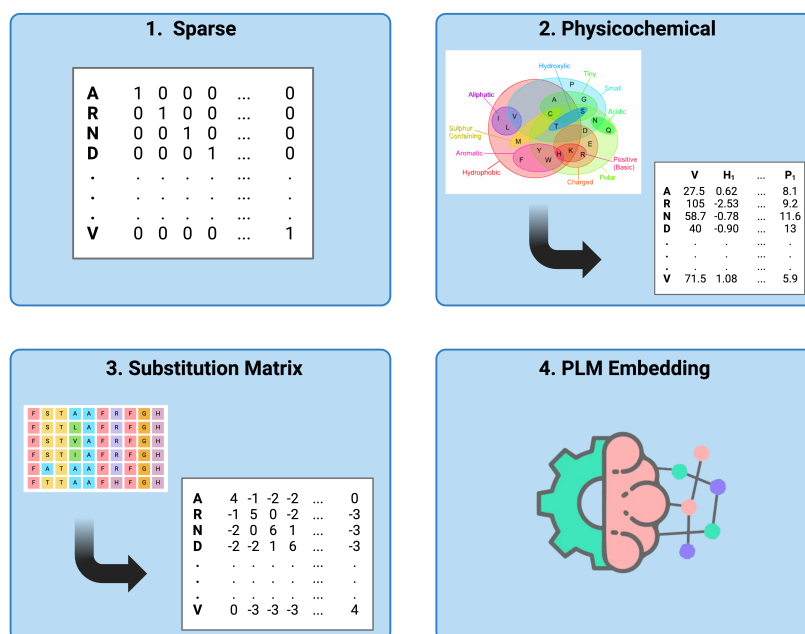 1. Sparse
A 1 0 0 0 ... 0
R 0 1 0 0 ... 0
N 0 0 1 0 ... 0
D 0 0 0 1 ... 0
. . . . . ... .
. . . . . ... .
. . . . . ... .
V 0 0 0 0 ... 1
2. Physicochemical
Hydroxylic
Tiny
Small
Aliphatic
Acidic
Sulphur
Containing
Aromatic
Hydrophobic
Positive
(Basic)
Polar
Charged
P
A G
I V C S N
L T D Q
M E
Y H K R
F W
V H₁ ... P₁
A 27.5 0.62 ... 8.1
R 105 -2.53 ... 9.2
N 58.7 -0.78 ... 11.6
D 40 -0.90 ... 13
. . . ... .
. . . ... .
. . . ... .
V 71.5 1.08 ... 5.9
3. Substitution Matrix
F S T A A F R F G H
F S T L A F R F G H
F S T V A F R F G H
F S T I A F R F G H
F A T A A F R F G H
F T T A A F H F G H
A 4 -1 -2 -2 ... 0
R -1 5 0 -2 ... -3
N -2 0 6 1 ... -3
D -2 -2 1 6 ... -3
. . . . . ... .
. . . . . ... .
. . . . . ... .
V 0 -3 -3 -3 ... 4
4. PLM Embedding